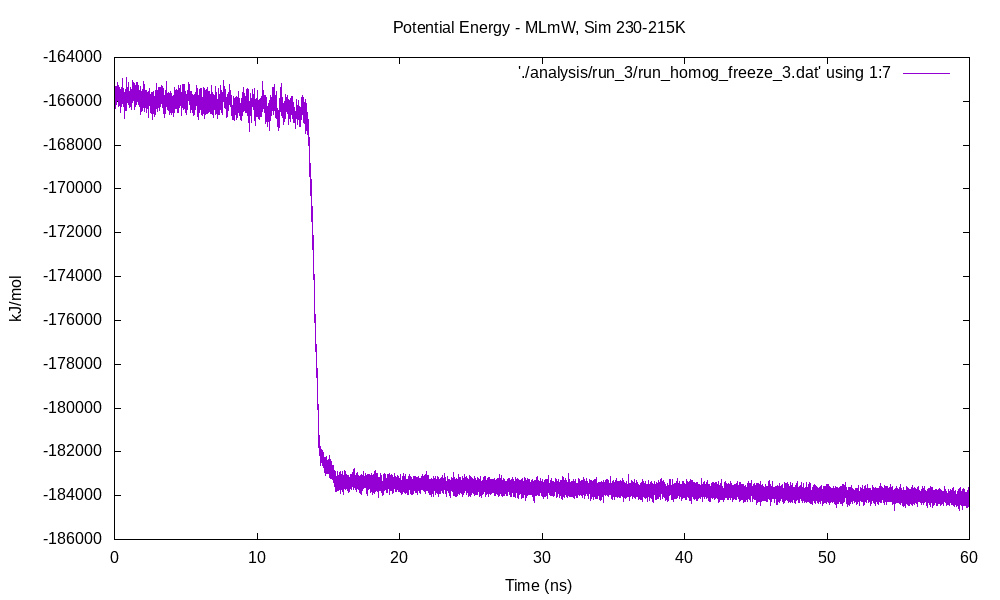 Potential Energy - MLmW, Sim 230-215K
'./analysis/run_3/run_homog_freeze_3.dat' using 1:7
-164000
-166000
-168000
-170000
-172000
-174000
-176000
-178000
-180000
-182000
-184000
-186000
kJ/mol
0 10 20 30 40 50 60
Time (ns)